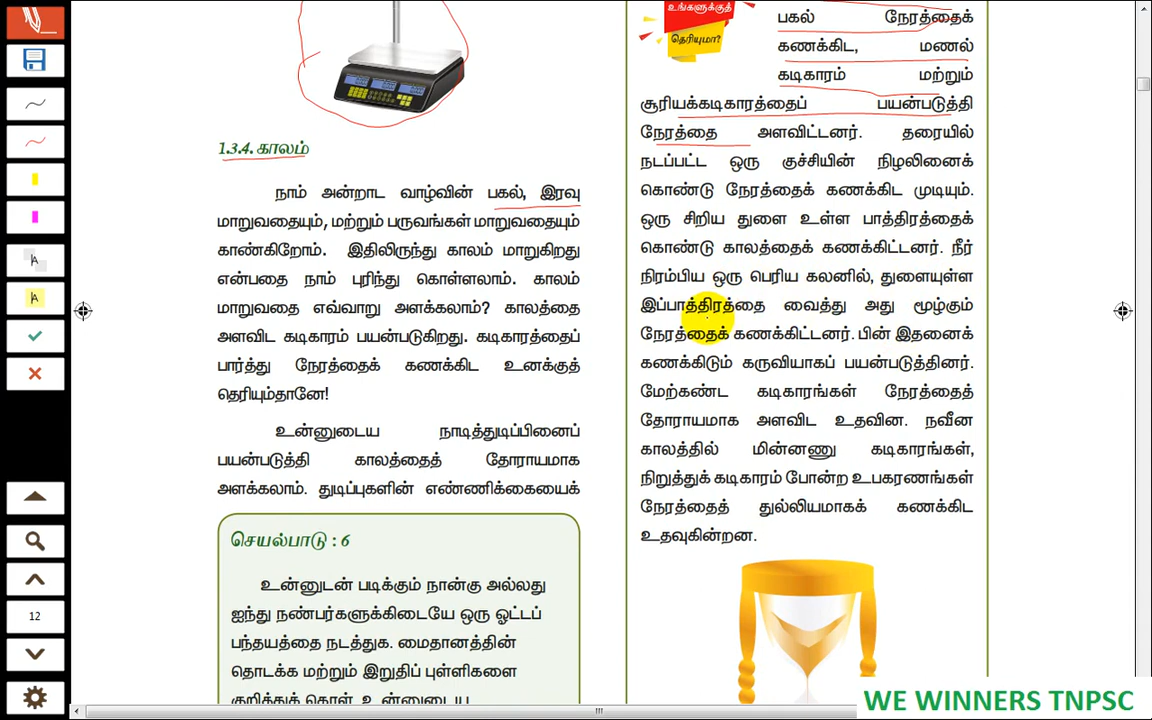 1.3.4. காலம்
நாம் அன்றாட வாழ்வின் பகல், இரவு
மாறுவதையும், மற்றும் பருவங்கள் மாறுவதையும்
காண்கிறோம். இதிலிருந்து காலம் மாறுகிறது
என்பதை நாம் புரிந்து கொள்ளலாம். காலம்
மாறுவதை எவ்வாறு அளக்கலாம்? காலத்தை
அளவிட கடிகாரம் பயன்படுகிறது. கடிகாரத்தைப்
பார்த்து நேரத்தைக் கணக்கிட உனக்குத்
தெரியும்தானே!
உன்னுடைய நாடித்துடிப்பினைப்
பயன்படுத்தி காலத்தைத் தோராயமாக
அளக்கலாம். துடிப்புகளின் எண்ணிக்கையைக்
செயல்பாடு : 6
உன்னுடன் படிக்கும் நான்கு அல்லது
ஐந்து நண்பர்களுக்கிடையே ஒரு ஓட்டப்
பந்தயத்தை நடத்துக. மைதானத்தின்
தொடக்க மற்றும் இறுதிப் புள்ளிகளை
குறித்துக் கொள். உன்னுடைய
உங்களுக்குத்
தெரியுமா?
பகல் நேரத்தைக்
கணக்கிட, மணல்
கடிகாரம் மற்றும்
சூரியக்கடிகாரத்தைப் பயன்படுத்தி
நேரத்தை அளவிட்டனர். தரையில்
நடப்பட்ட ஒரு குச்சியின் நிழலினைக்
கொண்டு நேரத்தைக் கணக்கிட முடியும்.
ஒரு சிறிய துளை உள்ள பாத்திரத்தைக்
கொண்டு காலத்தைக் கணக்கிட்டனர். நீர்
நிரம்பிய ஒரு பெரிய கலனில், துளையுள்ள
இப்பாத்திரத்தை வைத்து அது மூழ்கும்
நேரத்தைக் கணக்கிட்டனர். பின் இதனைக்
கணக்கிடும் கருவியாகப் பயன்படுத்தினர்.
மேற்கண்ட கடிகாரங்கள் நேரத்தைத்
தோராயமாக அளவிட உதவின. நவீன
காலத்தில் மின்னணு கடிகாரங்கள்,
நிறுத்துக் கடிகாரம் போன்ற உபகரணங்கள்
நேரத்தைத் துல்லியமாகக் கணக்கிட
உதவுகின்றன.
12
WE WINNERS TNPSC